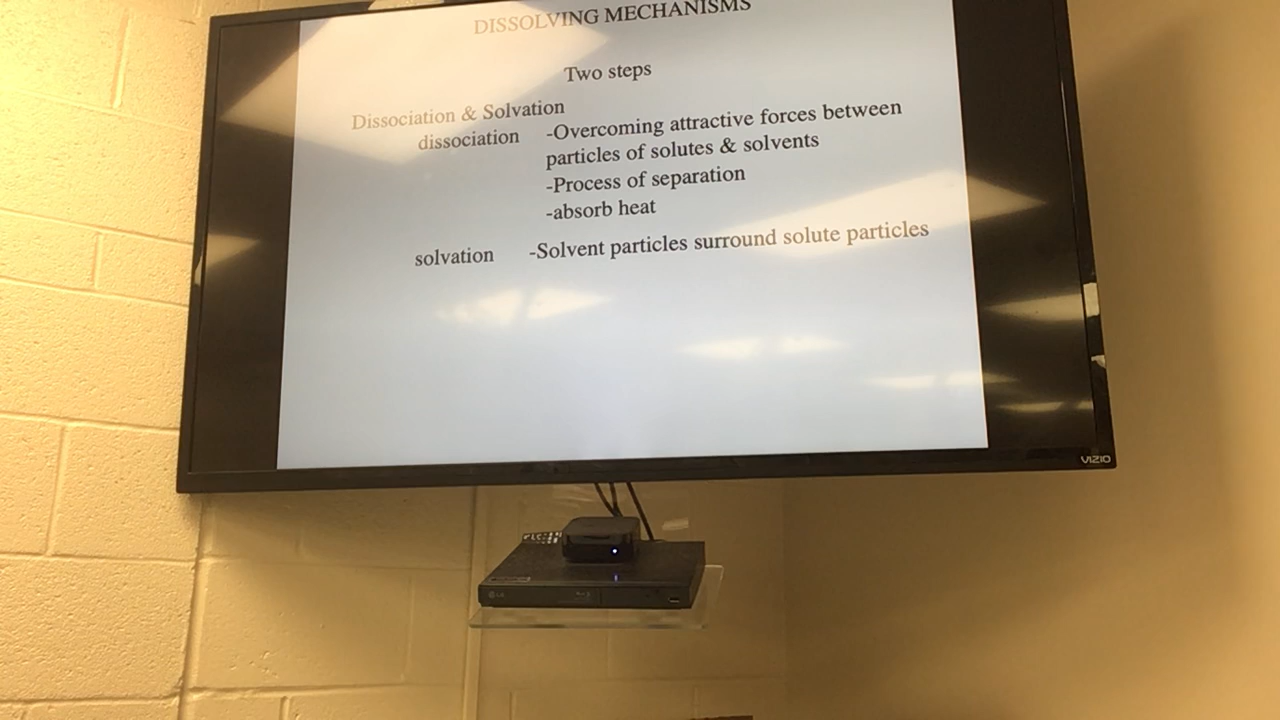 DISSOLVING MECHANISMS
Two steps
Dissociation & Solvation
dissociation -Overcoming attractive forces between
particles of solutes & solvents
-Process of separation
-absorb heat
solvation -Solvent particles surround solute particles
VIZIO
LG